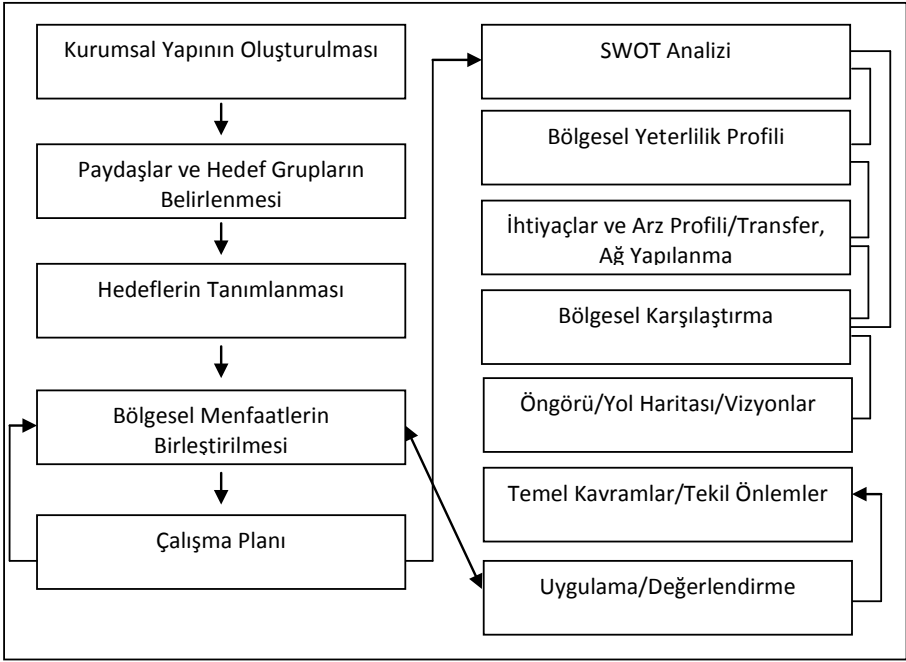 Kurumsal Yapının Oluşturulması
Paydaşlar ve Hedef Grupların
Belirlenmesi
Hedeflerin Tanımlanması
Bölgesel Menfaatlerin
Birleştirilmesi
Çalışma Planı
SWOT Analizi
Bölgesel Yeterlilik Profili
İhtiyaçlar ve Arz Profili/Transfer,
Ağ Yapılanma
Bölgesel Karşılaştırma
Öngörü/Yol Haritası/Vizyonlar
Temel Kavramlar/Tekil Önlemler
Uygulama/Değerlendirme